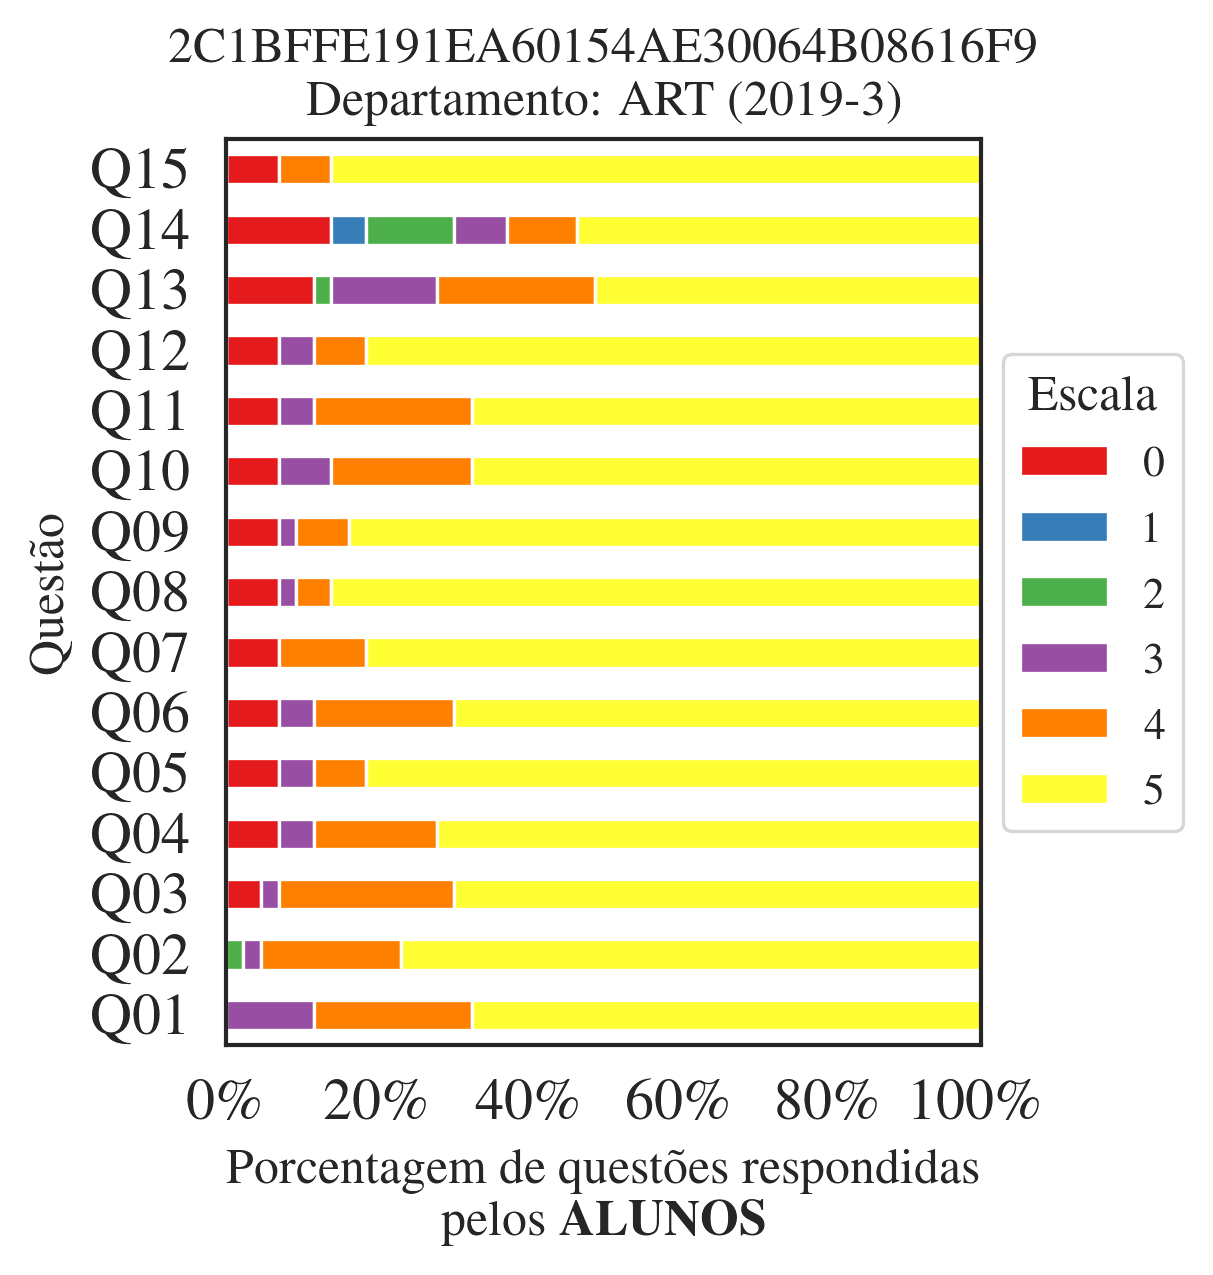 2C1BFFE191EA60154AE30064B08616F9
Departamento: ART (2019-3)
Q15
Q14
Q13
Q12
Q11
Q10
Q09
Q08
Q07
Q06
Q05
Q04
Q03
Q02
Q01
Questão
0% 20% 40% 60% 80% 100%
Porcentagem de questões respondidas
pelos ALUNOS
Escala
0
1
2
3
4
5